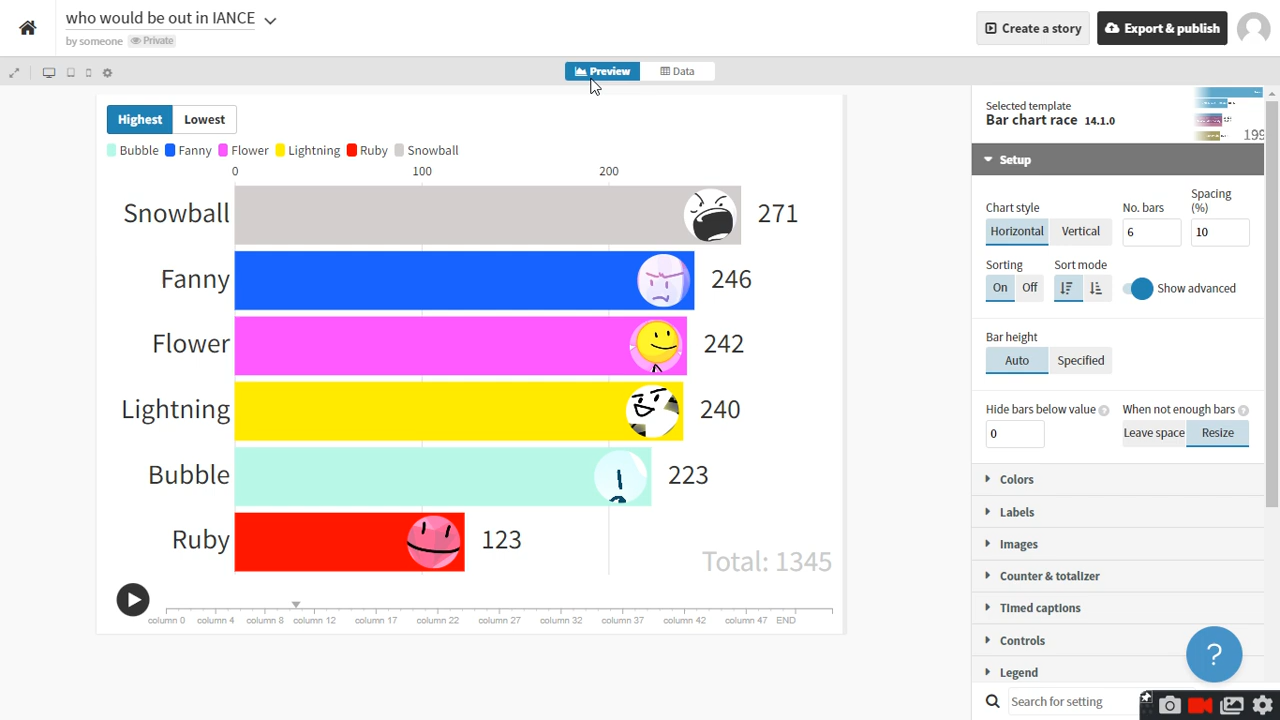 who would be out in IANCE
by someone Private
Create a story
Export & publish
Preview
Data
Highest
Lowest
Bubble Fanny Flower Lightning Ruby Snowball
0 100 200
Snowball 271
Fanny 246
Flower 242
Lightning 240
Bubble 223
Ruby 123
Total: 1345
column 0 column 4 column 8 column 12 column 17 column 22 column 27 column 32 column 37 column 42 column 47 END
Selected template
Bar chart race 14.1.0
199
Setup
Chart style
No. bars
Spacing
(%)
Horizontal Vertical
6
10
Sorting
Sort mode
On Off
Show advanced
Bar height
Auto Specified
Hide bars below value ?
When not enough bars ?
0
Leave space Resize
Colors
Labels
Images
Counter & totalizer
Timed captions
Controls
Legend
?
Search for setting